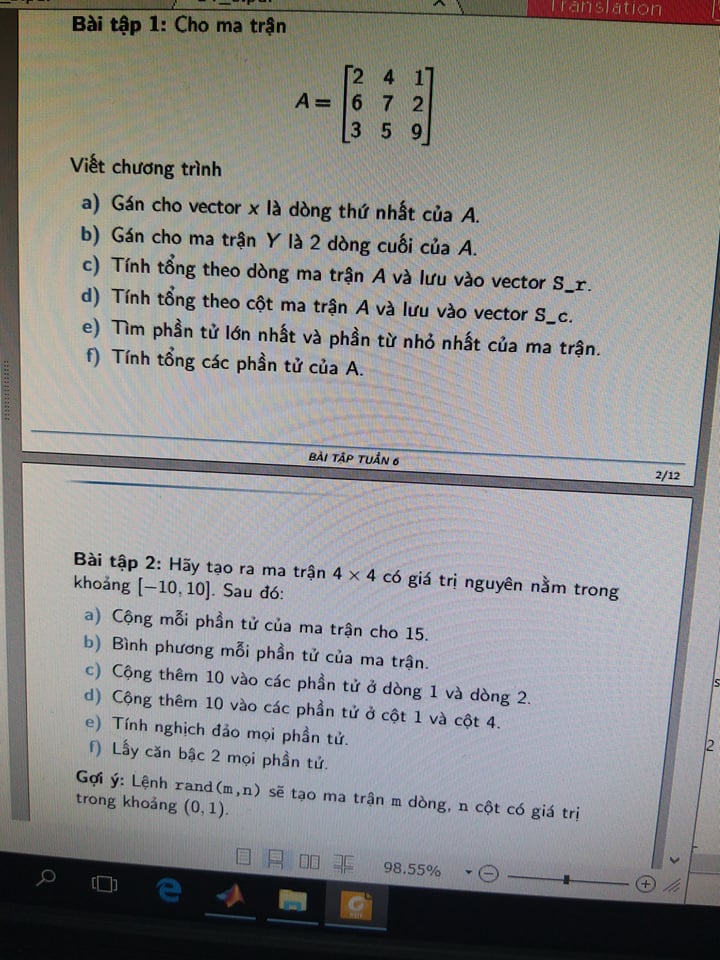 Translation
Bài tập 1: Cho ma trận
A = [2 4 1
6 7 2
3 5 9]
Viết chương trình
a) Gán cho vector x là dòng thứ nhất của A.
b) Gán cho ma trận Y là 2 dòng cuối của A.
c) Tính tổng theo dòng ma trận A và lưu vào vector S_r.
d) Tính tổng theo cột ma trận A và lưu vào vector S_c.
e) Tìm phần tử lớn nhất và phần từ nhỏ nhất của ma trận.
f) Tính tổng các phần tử của A.
BÀI TẬP TUẦN 6
2/12
Bài tập 2: Hãy tạo ra ma trận 4 × 4 có giá trị nguyên nằm trong
khoảng [−10, 10]. Sau đó:
a) Cộng mỗi phần tử của ma trận cho 15.
b) Bình phương mỗi phần tử của ma trận.
c) Cộng thêm 10 vào các phần tử ở dòng 1 và dòng 2.
d) Cộng thêm 10 vào các phần tử ở cột 1 và cột 4.
e) Tính nghịch đảo mọi phần tử.
f) Lấy căn bậc 2 mọi phần tử.
Gợi ý: Lệnh rand(m,n) sẽ tạo ma trận m dòng, n cột có giá trị
trong khoảng (0, 1).
98.55%